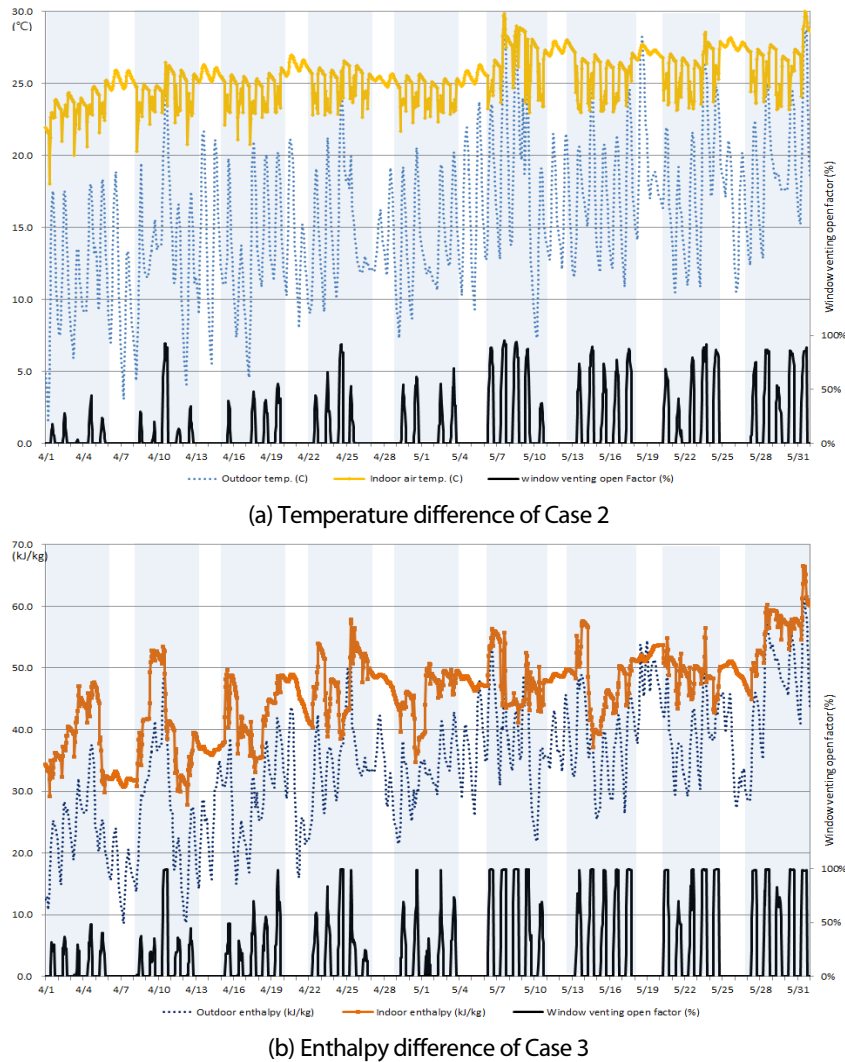 30.0
(℃)
25.0
20.0
15.0
10.0
5.0
0.0
100%
50%
0%
Window venting open factor (%)
4/1 4/4 4/7 4/10 4/13 4/16 4/19 4/22 4/25 4/28 5/1 5/4 5/7 5/10 5/13 5/16 5/19 5/22 5/25 5/28 5/31
Outdoor temp. (C) Indoor air temp. (C) window venting open Factor (%)
(a) Temperature difference of Case 2
70.0
(kJ/kg)
60.0
50.0
40.0
30.0
20.0
10.0
0.0
100%
50%
0%
Window venting open factor (%)
4/1 4/4 4/7 4/10 4/13 4/16 4/19 4/22 4/25 4/28 5/1 5/4 5/7 5/10 5/13 5/16 5/19 5/22 5/25 5/28 5/31
Outdoor enthalpy (kJ/kg) Indoor enthalpy (kJ/kg) Window venting open factor (%)
(b) Enthalpy difference of Case 3